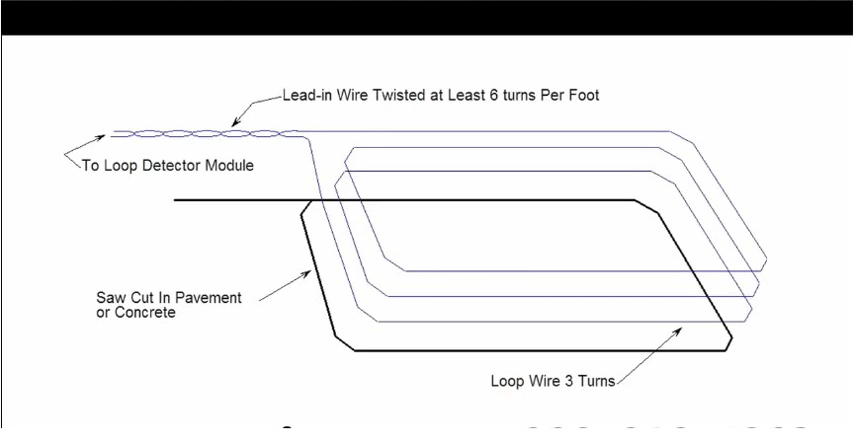 Lead-in Wire Twisted at Least 6 turns Per Foot
To Loop Detector Module
Saw Cut In Pavement
or Concrete
Loop Wire 3 Turns